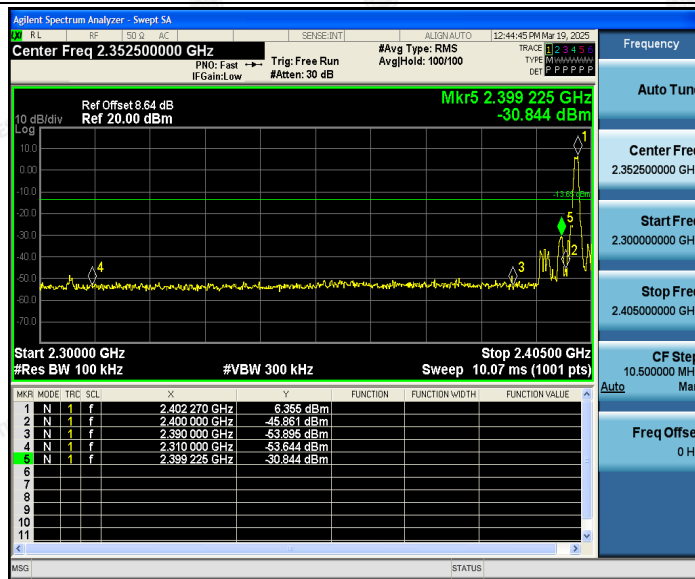 Agilent Spectrum Analyzer - Swept SA
RL RF 50 Ω AC SENSE:INT ALIGN AUTO 12:44:45 PM Mar 19, 2025
Center Freq 2.352500000 GHz
PNO: Fast
IFGain:Low
Trig: Free Run
#Atten: 30 dB
#Avg Type: RMS
Avg|Hold: 100/100
TRACE 1 2 3 4 5 6
TYPE M
DET P P P P P P
Frequency
Auto Tune
Center Freq
2.352500000 GH
Start Freq
2.300000000 GH
Stop Freq
2.405000000 GH
CF Step
10.500000 MH
Auto Man
Freq Offse
0 H
Ref Offset 8.64 dB
10 dB/div Ref 20.00 dBm
Log
Mkr5 2.399 225 GHz
-30.844 dBm
10.0
0.00
-10.0
-20.0
-30.0
-40.0
-50.0
-60.0
-70.0
1
5
2
3
4
Start 2.30000 GHz Stop 2.40500 GHz
#Res BW 100 kHz #VBW 300 kHz Sweep 10.07 ms (1001 pts)
MKR MODE TRC SCL X Y FUNCTION FUNCTION WIDTH FUNCTION VALUE
1 N 1 f 2.402 270 GHz 6.355 dBm
2 N 1 f 2.400 000 GHz -45.861 dBm
3 N 1 f 2.390 000 GHz -53.895 dBm
4 N 1 f 2.310 000 GHz -53.644 dBm
5 N 1 f 2.399 225 GHz -30.844 dBm
6
7
8
9
10
11
MSG STATUS